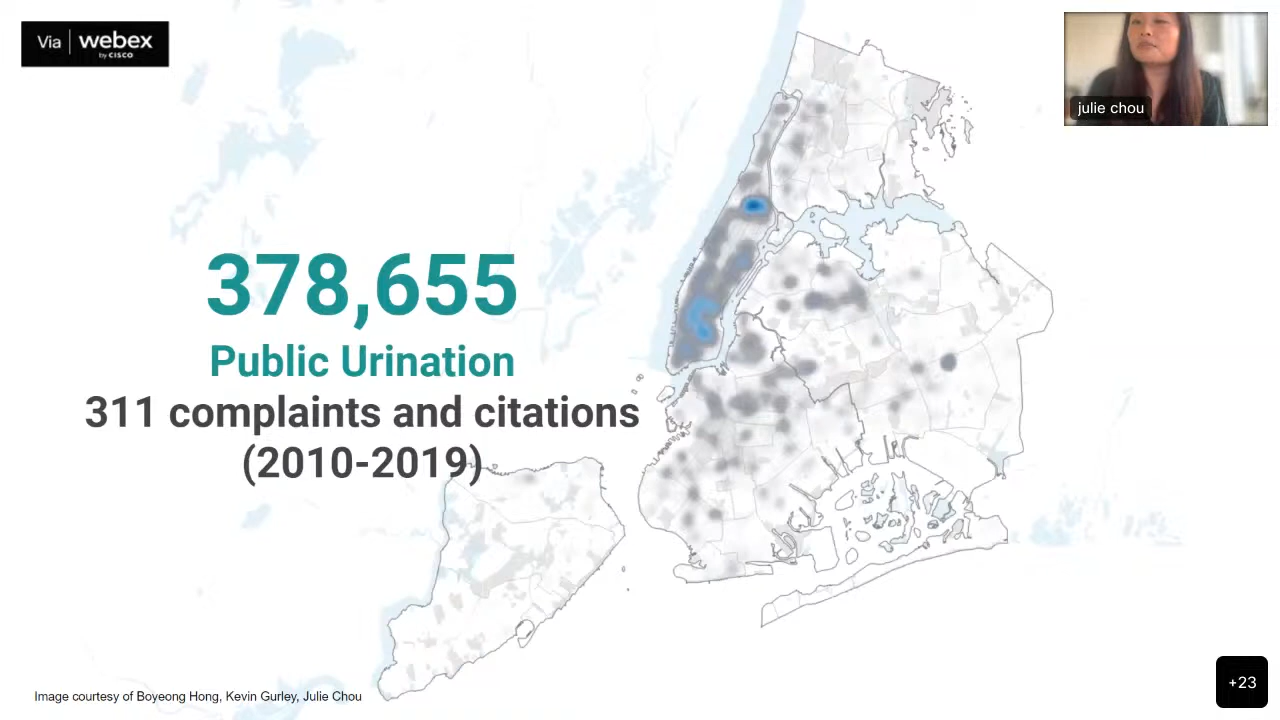 Via | webex
by CISCO
julie chou
378,655
Public Urination
311 complaints and citations
(2010-2019)
Image courtesy of Boyeong Hong, Kevin Gurley, Julie Chou
+23